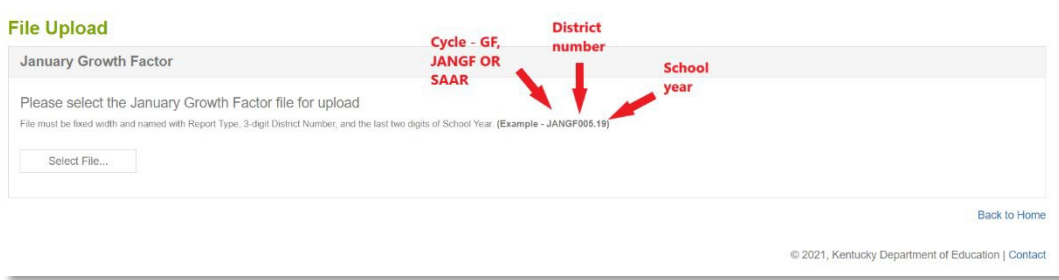 File Upload
Cycle - GF,
JANGF OR
SAAR
District
number
School
year
January Growth Factor
Please select the January Growth Factor file for upload
File must be fixed width and named with Report Type, 3-digit District Number, and the last two digits of School Year. (Example - JANGF005.19)
Select File...
Back to Home
© 2021, Kentucky Department of Education | Contact